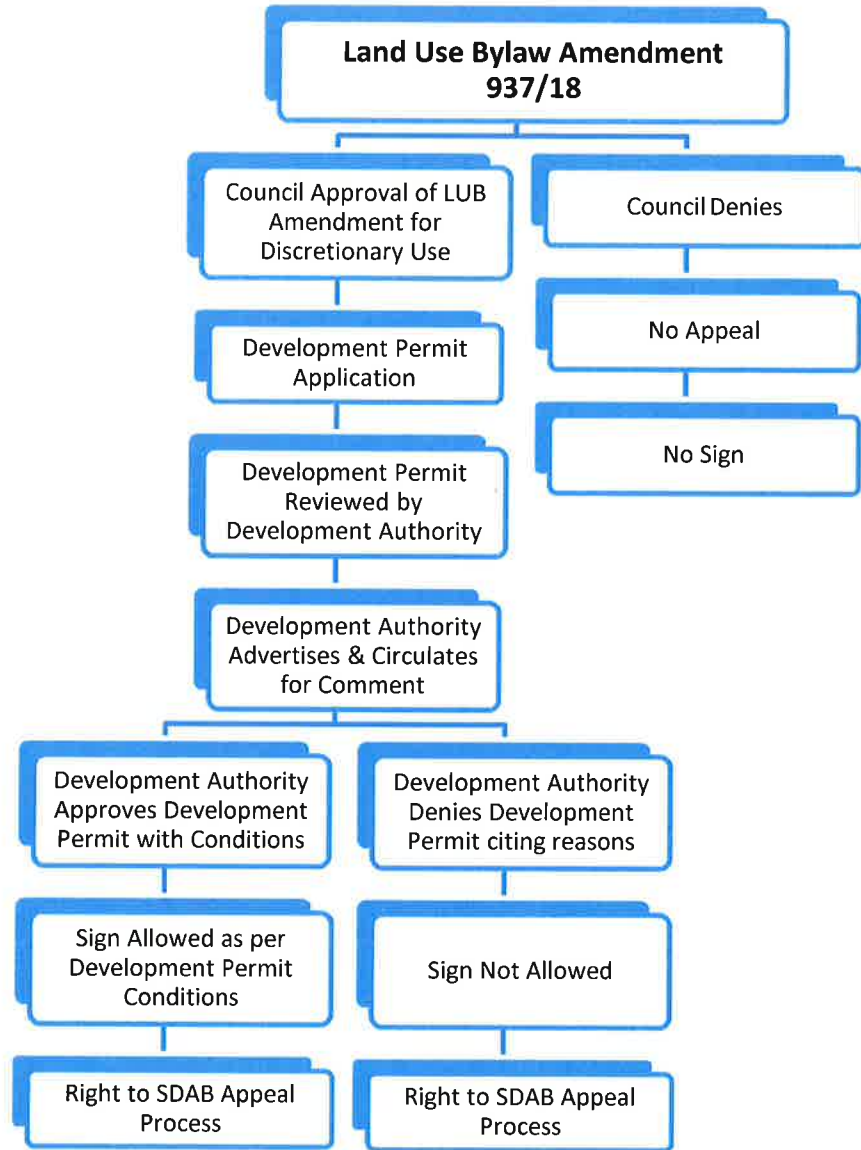 Land Use Bylaw Amendment
937/18
Council Approval of LUB
Amendment for
Discretionary Use
Council Denies
Development Permit
Application
No Appeal
Development Permit
Reviewed by
Development Authority
No Sign
Development Authority
Advertises & Circulates
for Comment
Development Authority
Approves Development
Permit with Conditions
Development Authority
Denies Development
Permit citing reasons
Sign Allowed as per
Development Permit
Conditions
Sign Not Allowed
Right to SDAB Appeal
Process
Right to SDAB Appeal
Process